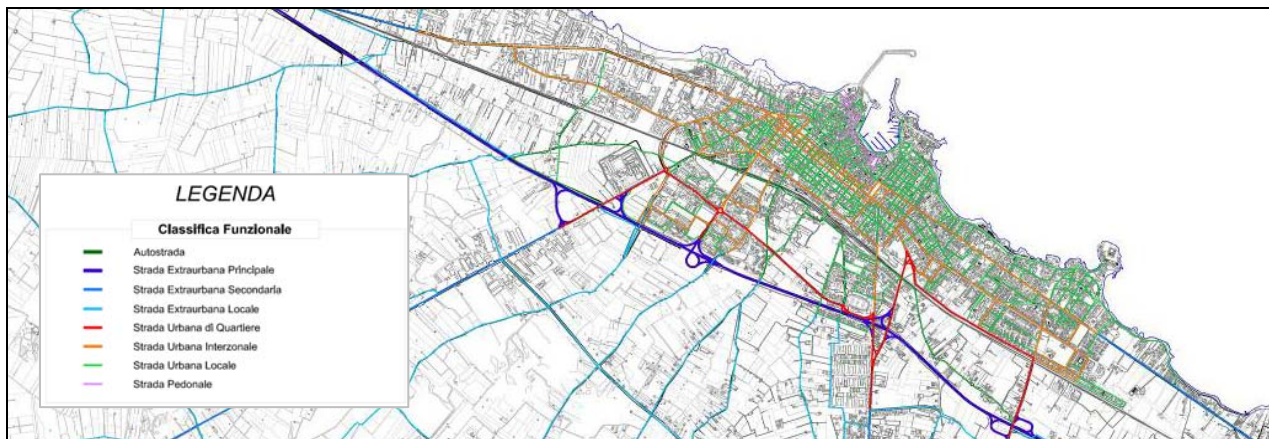 LEGENDA
Classifica Funzionale
Autostrada
Strada Extraurbana Principale
Strada Extraurbana Secondaria
Strada Extraurbana Locale
Strada Urbana di Quartiere
Strada Urbana Interzonale
Strada Urbana Locale
Strada Pedonale